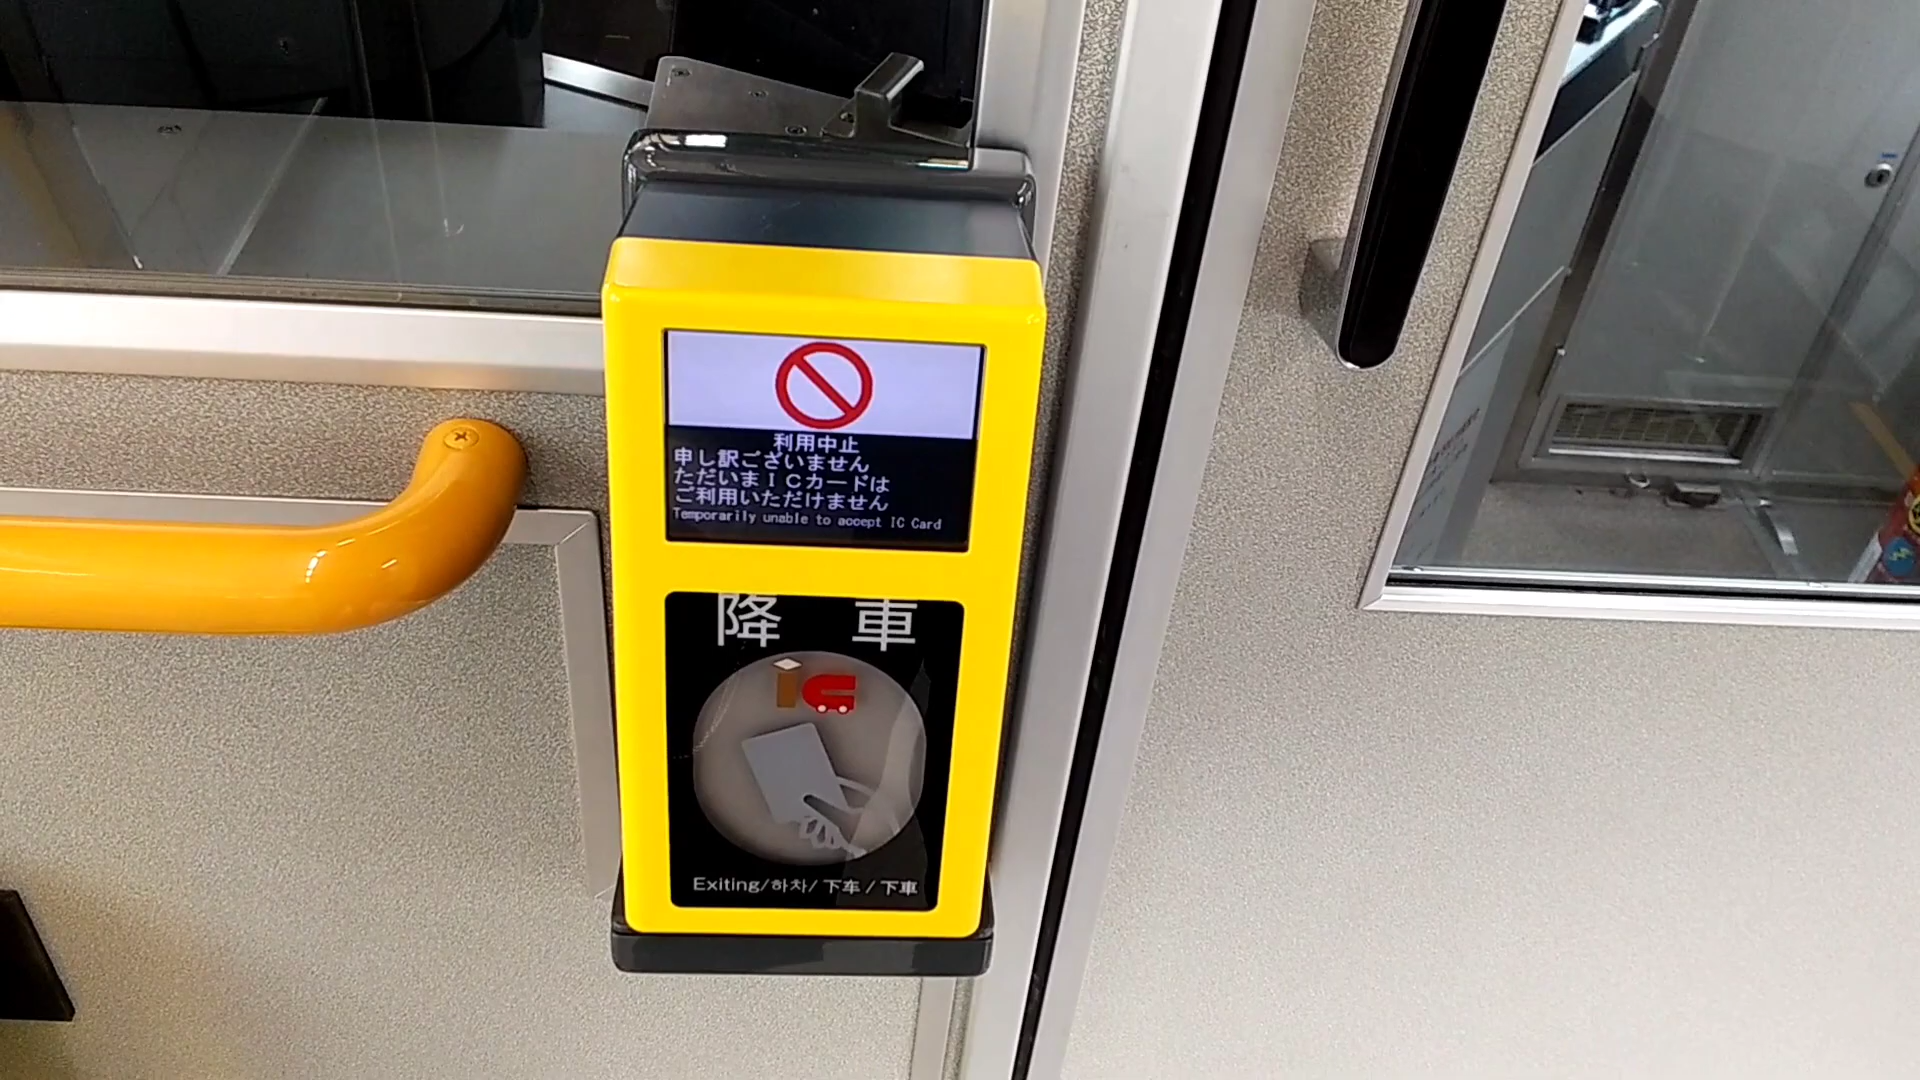 利用中止
申し訳ございません
ただいまＩＣカードは
ご利用いただけません
Temporarily unable to accept IC Card
降 車
IC
Exiting/하차/下车/下車